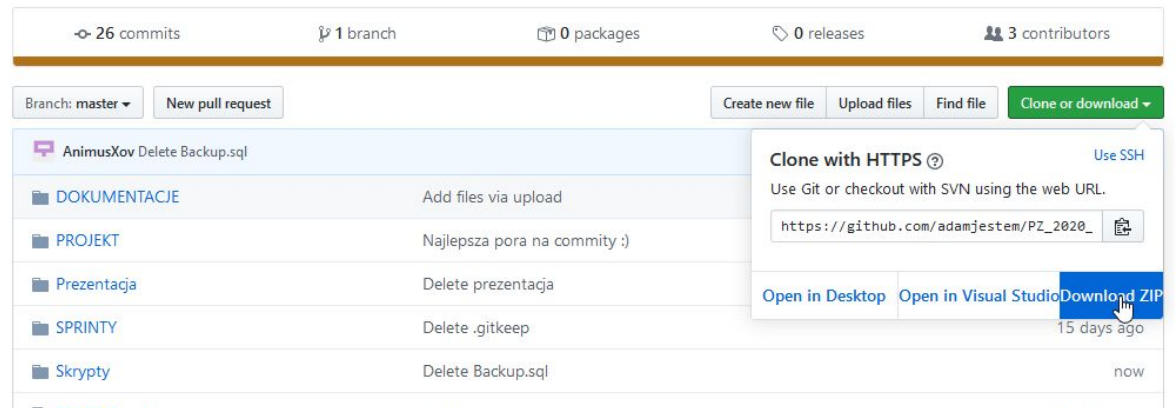 26 commits 1 branch 0 packages 0 releases 3 contributors
Branch: master New pull request Create new file Upload files Find file Clone or download
AnimusXov Delete Backup.sql
Clone with HTTPS Use SSH
Use Git or checkout with SVN using the web URL.
https://github.com/adamjestem/PZ_2020_
Open in Desktop Open in Visual Studio Download ZIP
DOKUMENTACJE Add files via upload
PROJEKT Najlepsza pora na commity :)
Prezentacja Delete prezentacja
SPRINTY Delete .gitkeep 15 days ago
Skrypty Delete Backup.sql now